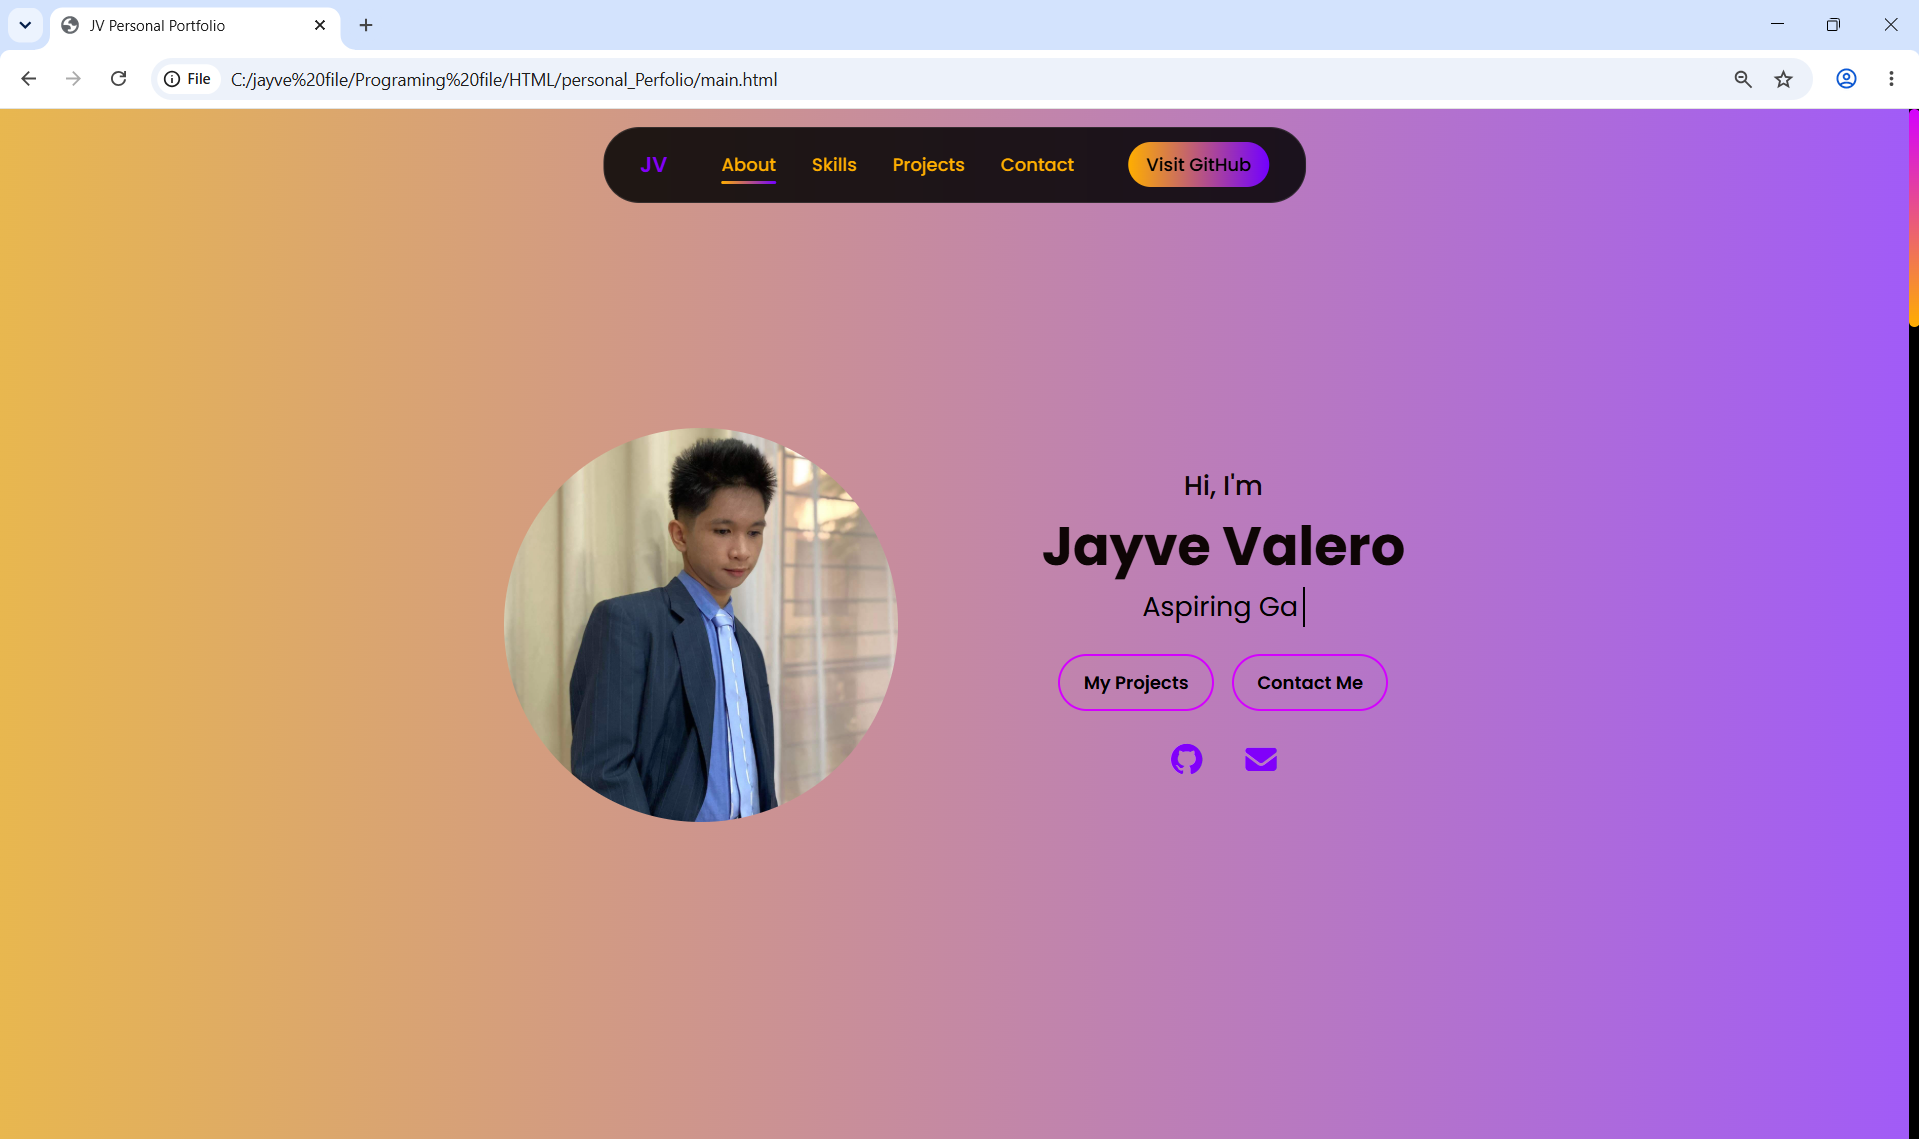 JV Personal Portfolio
File C:/jayve%20file/Programing%20file/HTML/personal_Perfolio/main.html
JV About Skills Projects Contact Visit GitHub
Hi, I'm
Jayve Valero
Aspiring Ga
My Projects Contact Me